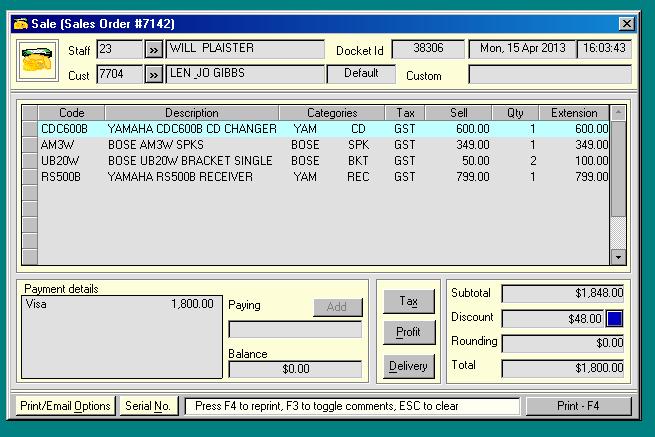 Sale (Sales Order #7142)
Staff 23 >> WILL PLAISTER Docket Id 38306 Mon, 15 Apr 2013 16:03:43
Cust 7704 >> LEN_JO GIBBS Default Custom
Code Description Categories Tax Sell Qty Extension
CDC600B YAMAHA CDC600B CD CHANGER YAM CD GST 600.00 1 600.00
AM3W BOSE AM3W SPKS BOSE SPK GST 349.00 1 349.00
UB20W BOSE UB20W BRACKET SINGLE BOSE BKT GST 50.00 2 100.00
RS500B YAMAHA RS500B RECEIVER YAM REC GST 799.00 1 799.00
Payment details
Visa 1,800.00
Paying Add
Balance
$0.00
Tax
Profit
Delivery
Subtotal $1,848.00
Discount $48.00
Rounding $0.00
Total $1,800.00
Print/Email Options Serial No. Press F4 to reprint, F3 to toggle comments, ESC to clear Print - F4